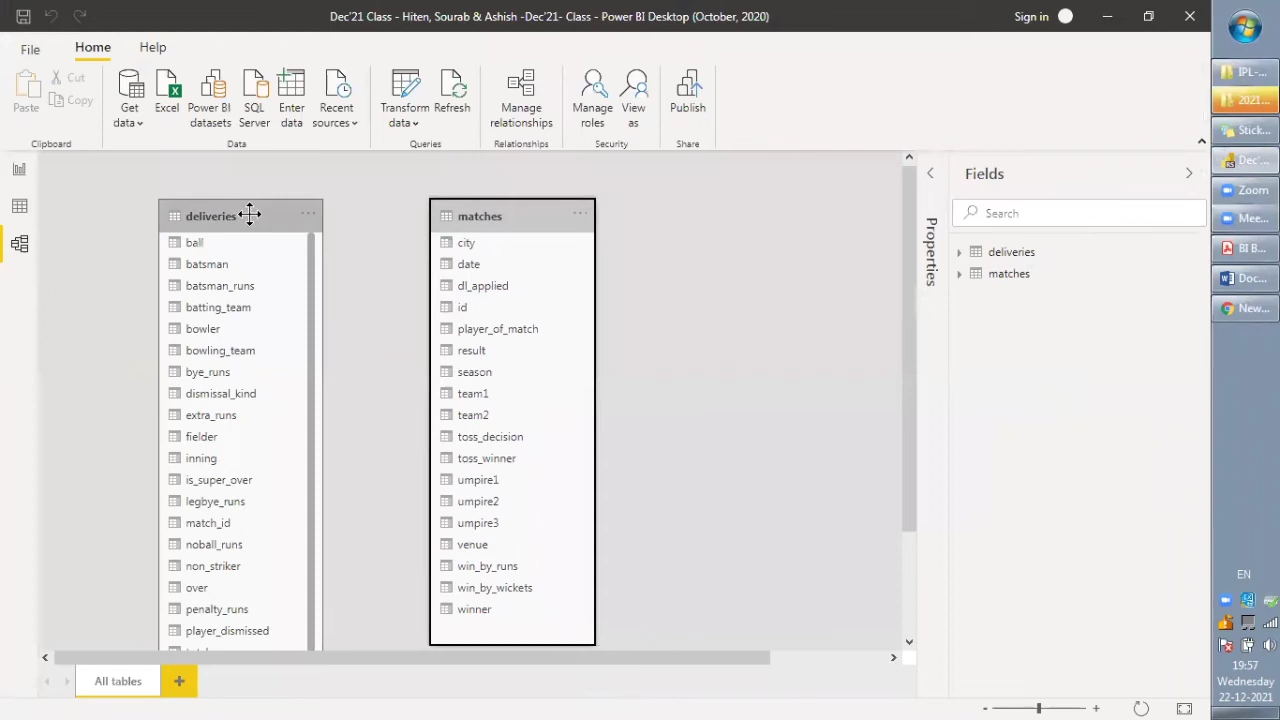 Dec'21 Class - Hiten, Sourab & Ashish -Dec'21- Class - Power BI Desktop (October, 2020)
Sign in
File
Home
Help
Paste
Cut
Copy
Get data
Excel
Power BI datasets
SQL Server
Enter data
Recent sources
Transform data
Refresh
Manage relationships
Manage roles
View as
Publish
Clipboard
Data
Queries
Relationships
Security
Share
deliveries
ball
batsman
batsman_runs
batting_team
bowler
bowling_team
bye_runs
dismissal_kind
extra_runs
fielder
inning
is_super_over
legbye_runs
match_id
noball_runs
non_striker
over
penalty_runs
player_dismissed
matches
city
date
dl_applied
id
player_of_match
result
season
team1
team2
toss_decision
toss_winner
umpire1
umpire2
umpire3
venue
win_by_runs
win_by_wickets
winner
Properties
Fields
Search
deliveries
matches
All tables
IPL-...
2021...
Stick...
Dec'...
Zoom
Mee...
BI B...
Doc...
New...
EN
19:57
Wednesday
22-12-2021